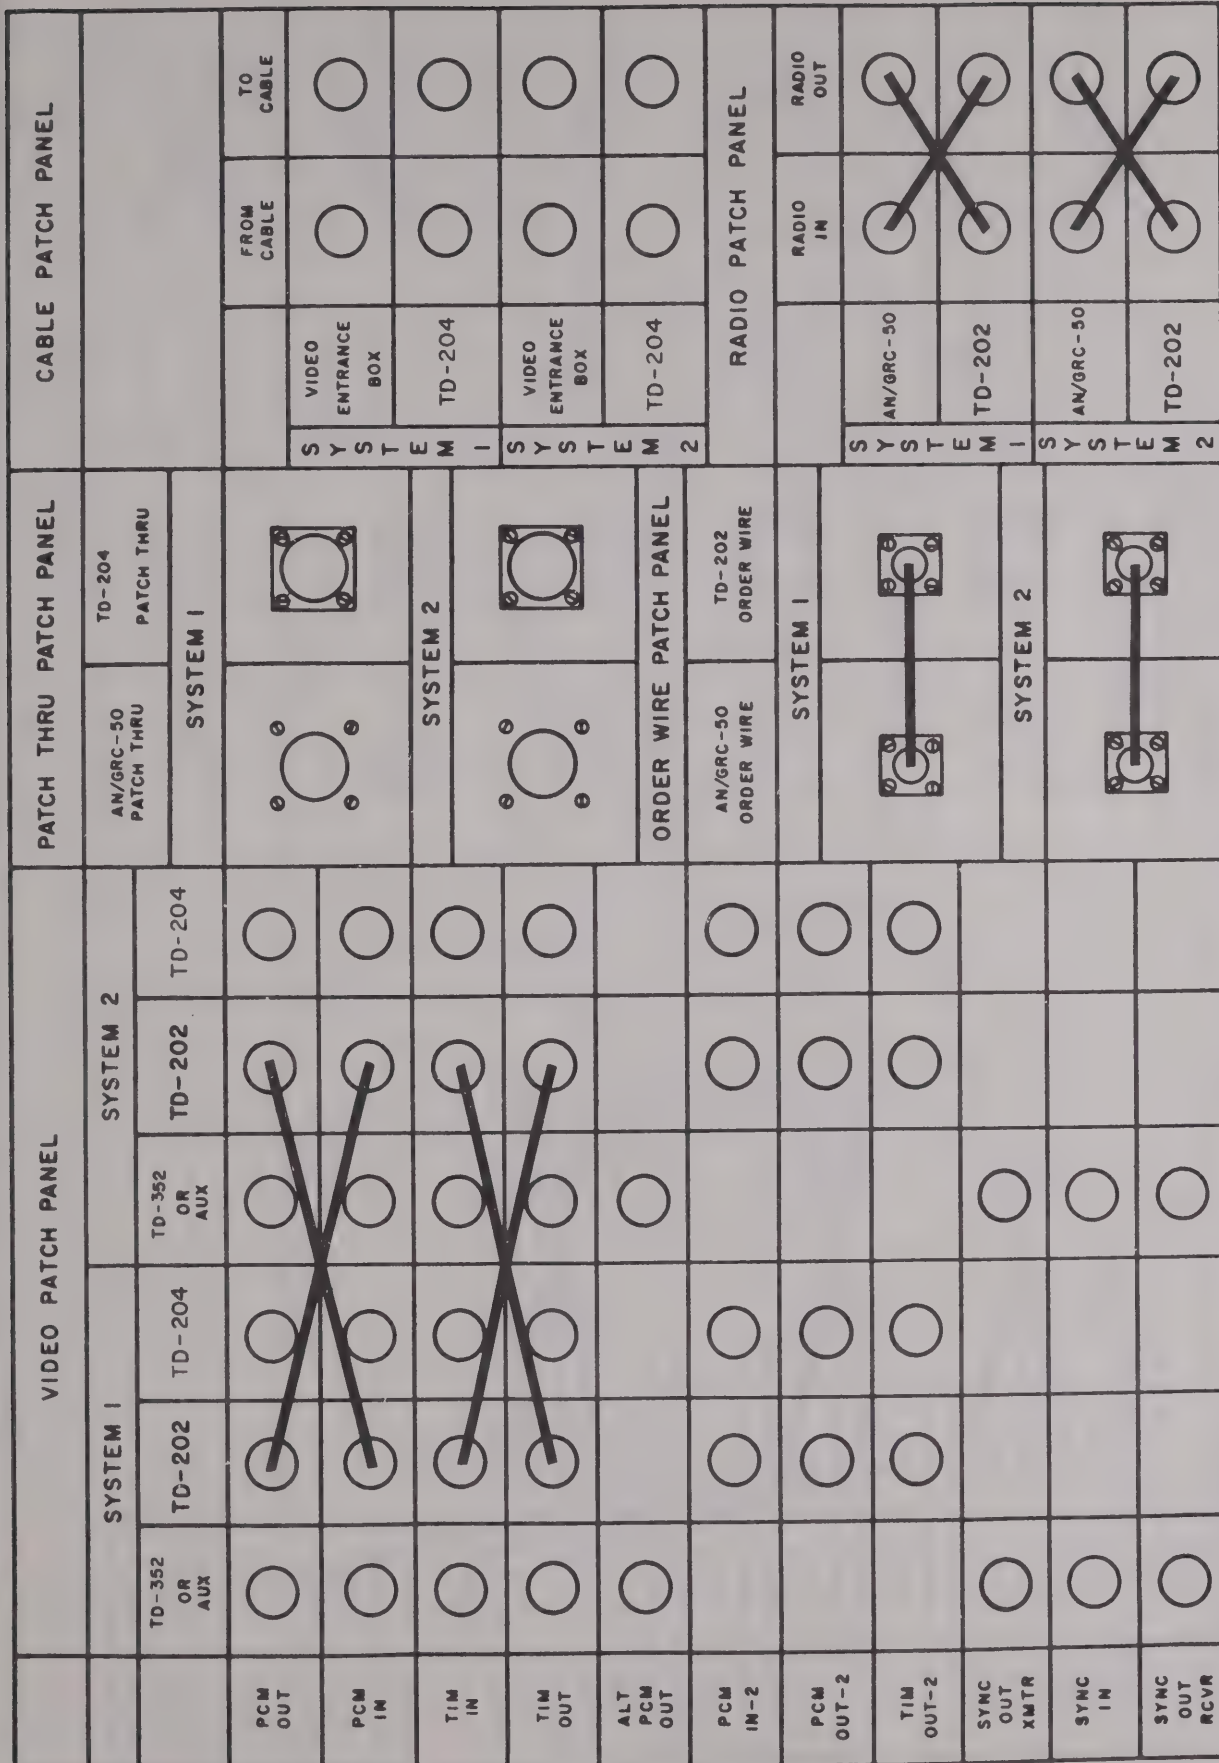 VIDEO PATCH PANEL
SYSTEM 1
SYSTEM 2
TD-352
OR
AUX
TD-202
TD-204
TD-352
OR
AUX
TD-202
TD-204
PCM
OUT
PCM
IN
TIM
IN
TIM
OUT
ALT
PCM
OUT
PCM
IN-2
PCM
OUT-2
TIM
OUT-2
SYNC
OUT
XMTR
SYNC
IN
SYNC
OUT
RCVR
PATCH THRU PATCH PANEL
AN/GRC-50
PATCH THRU
TD-204
PATCH THRU
SYSTEM 1
SYSTEM 2
ORDER WIRE PATCH PANEL
AN/GRC-50
ORDER WIRE
TD-202
ORDER WIRE
SYSTEM 1
SYSTEM 2
CABLE PATCH PANEL
FROM
CABLE
TO
CABLE
SYSTEM 1
VIDEO
ENTRANCE
BOX
TD-204
SYSTEM 2
VIDEO
ENTRANCE
BOX
TD-204
RADIO PATCH PANEL
RADIO
IN
RADIO
OUT
SYSTEM 1
AN/GRC-50
TD-202
SYSTEM 2
AN/GRC-50
TD-202